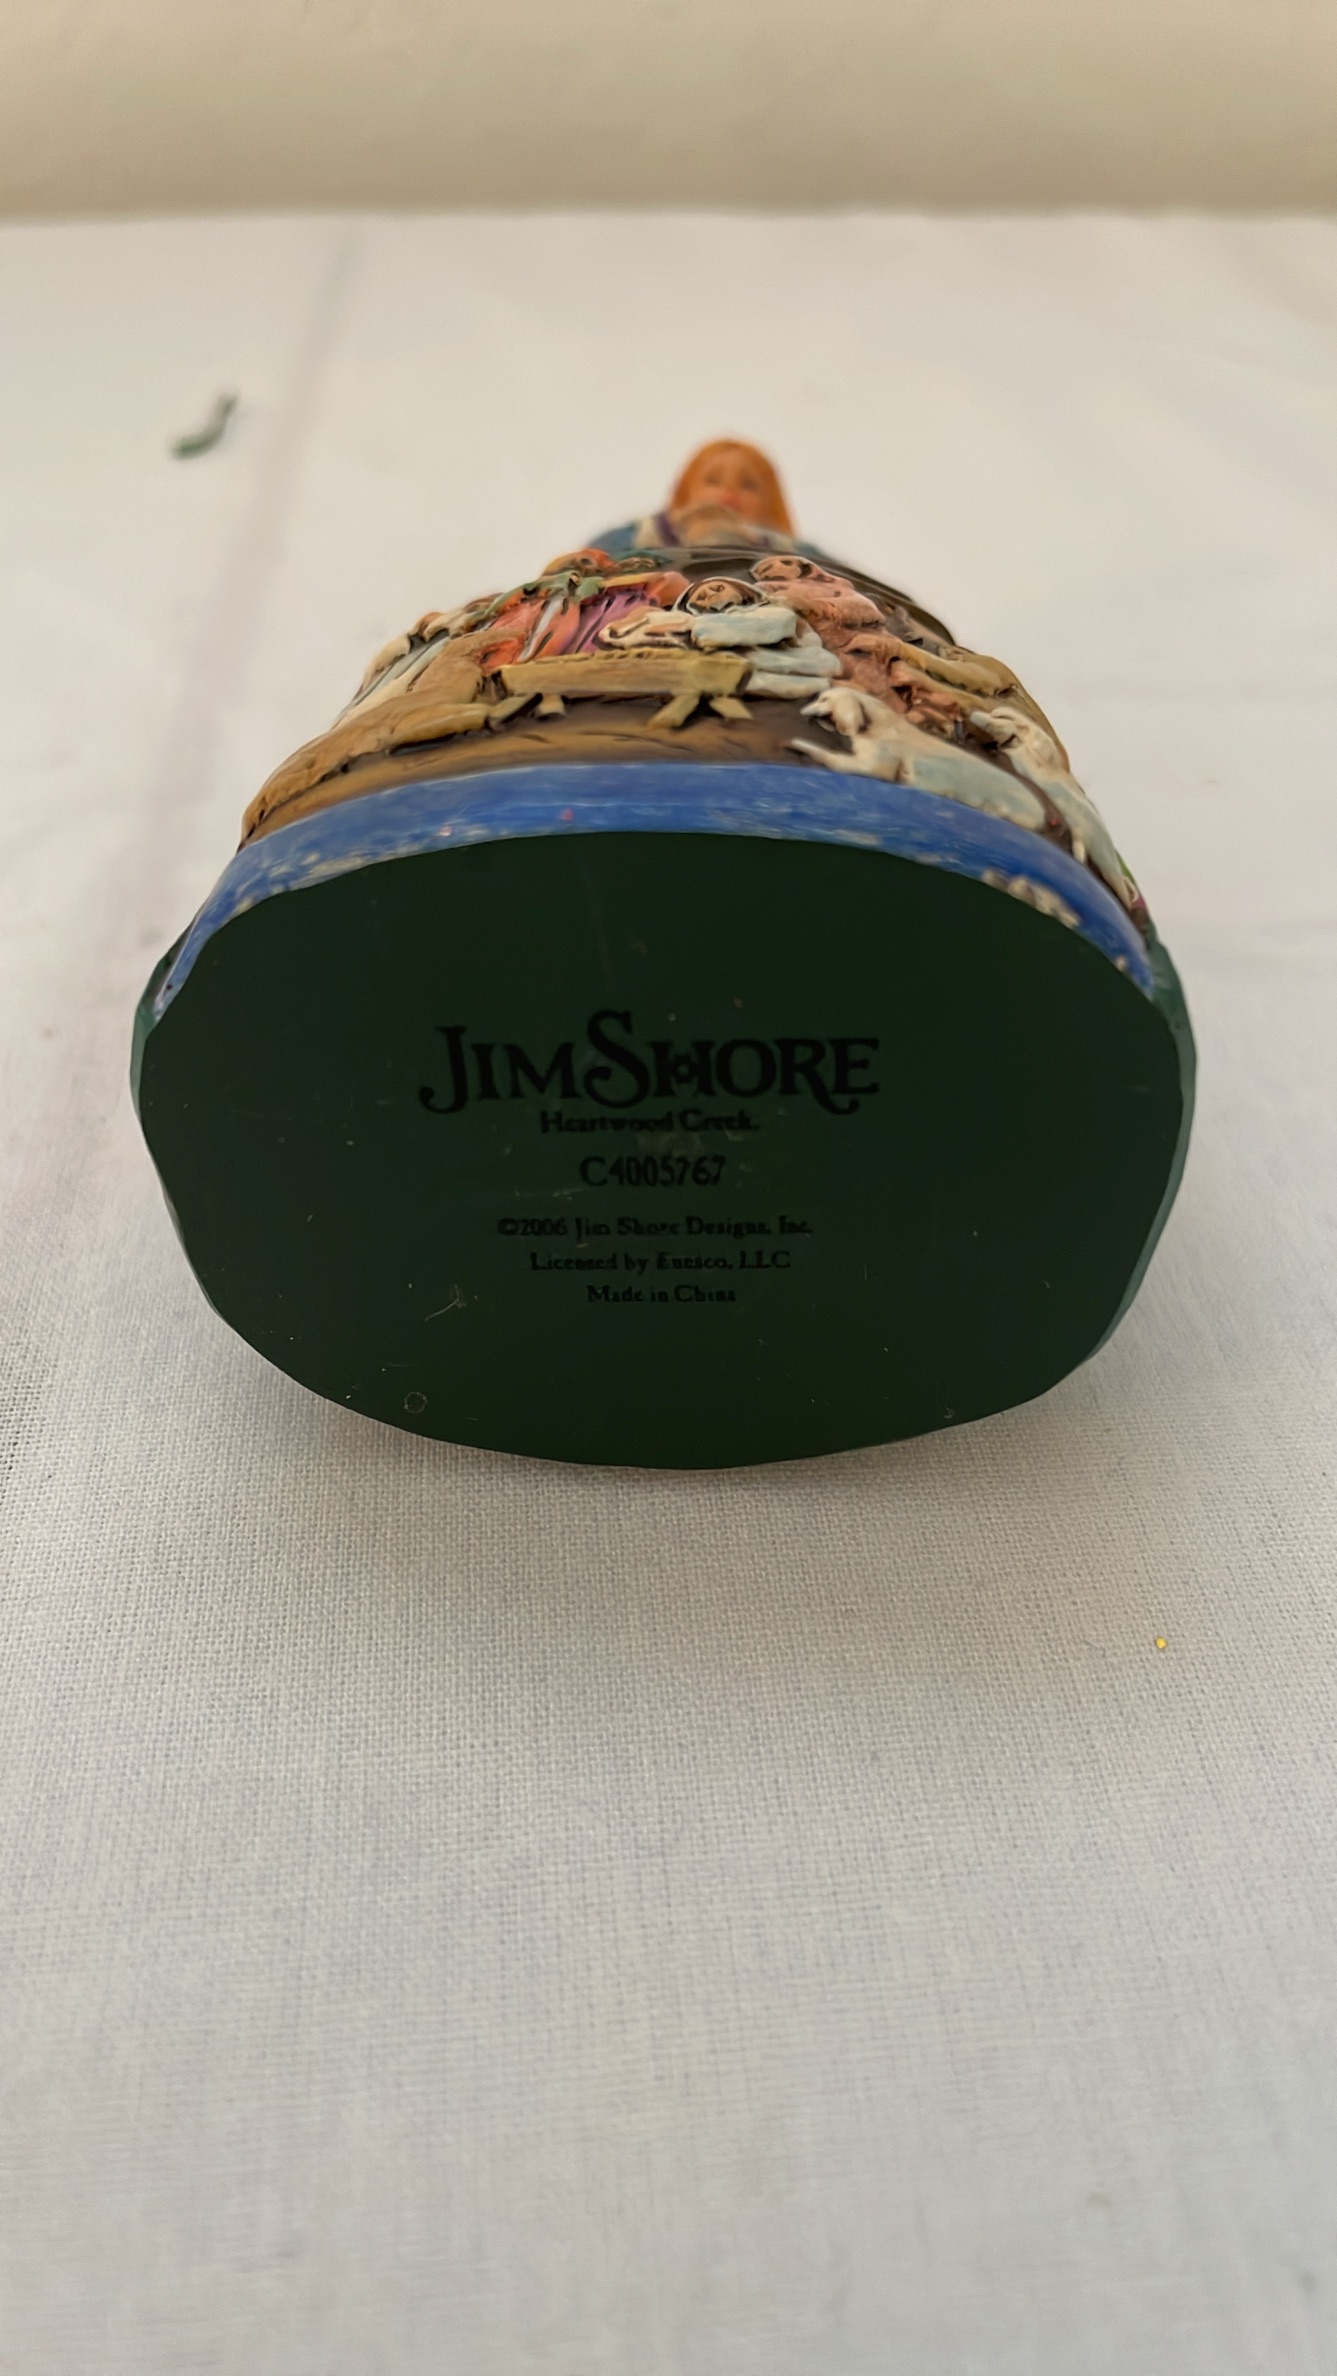 JIM SHORE
Heartwood Creek
C4005767
©2006 Jim Shore Designs, Inc.
Licensed by Enesco, LLC
Made in China